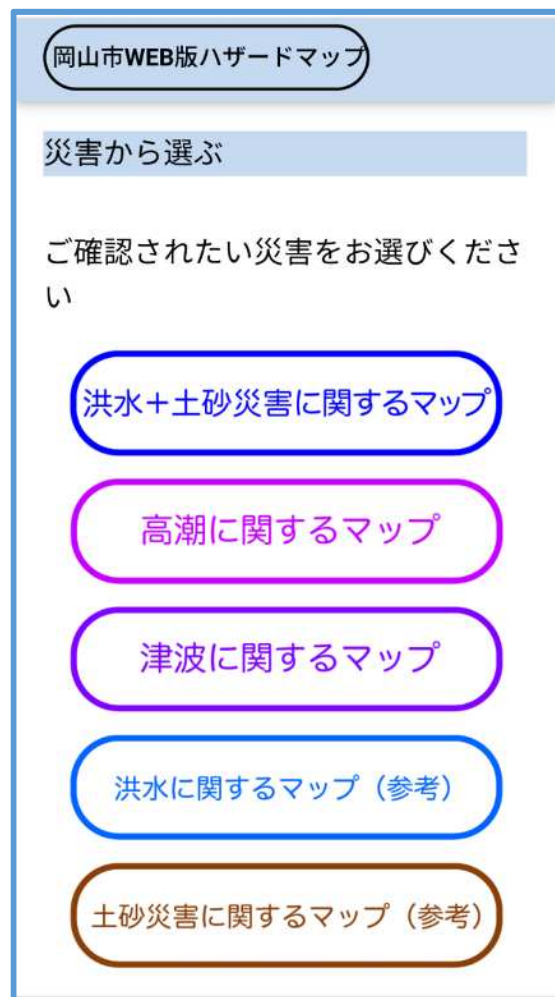 岡山市WEB版ハザードマップ
災害から選ぶ
ご確認されたい災害をお選びくださ
い
洪水+土砂災害に関するマップ
高潮に関するマップ
津波に関するマップ
洪水に関するマップ（参考）
土砂災害に関するマップ（参考）